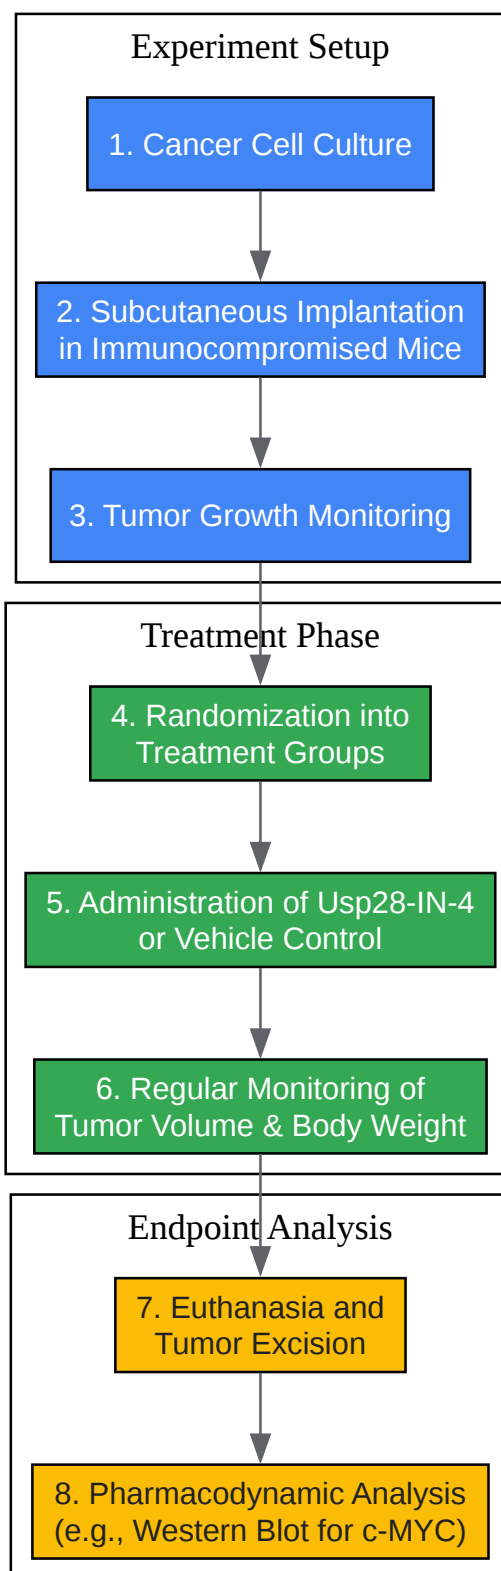 Experiment Setup
1. Cancer Cell Culture
2. Subcutaneous Implantation
in Immunocompromised Mice
3. Tumor Growth Monitoring
Treatment Phase
4. Randomization into
Treatment Groups
5. Administration of Usp28-IN-4
or Vehicle Control
6. Regular Monitoring of
Tumor Volume & Body Weight
Endpoint Analysis
7. Euthanasia and
Tumor Excision
8. Pharmacodynamic Analysis
(e.g., Western Blot for c-MYC)